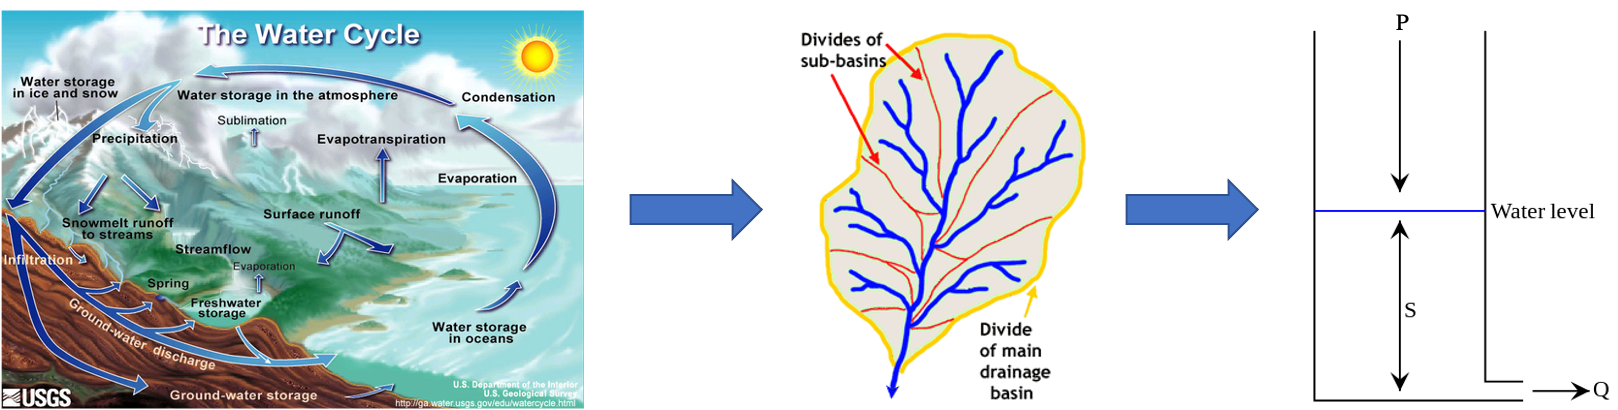 The Water Cycle
Water storage
in ice and snow
Water storage in the atmosphere
Condensation
Sublimation
Precipitation
Evapotranspiration
Evaporation
Surface runoff
Snowmelt runoff
to streams
Streamflow
Infiltration
Evaporation
Spring
Freshwater
storage
Ground-water discharge
Water storage
in oceans
Ground-water storage
U.S. Department of the Interior
U.S. Geological Survey
http://ga.water.usgs.gov/edu/watercycle.html
USGS
Divides of
sub-basins
Divide
of main
drainage
basin
P
Water level
S
Q